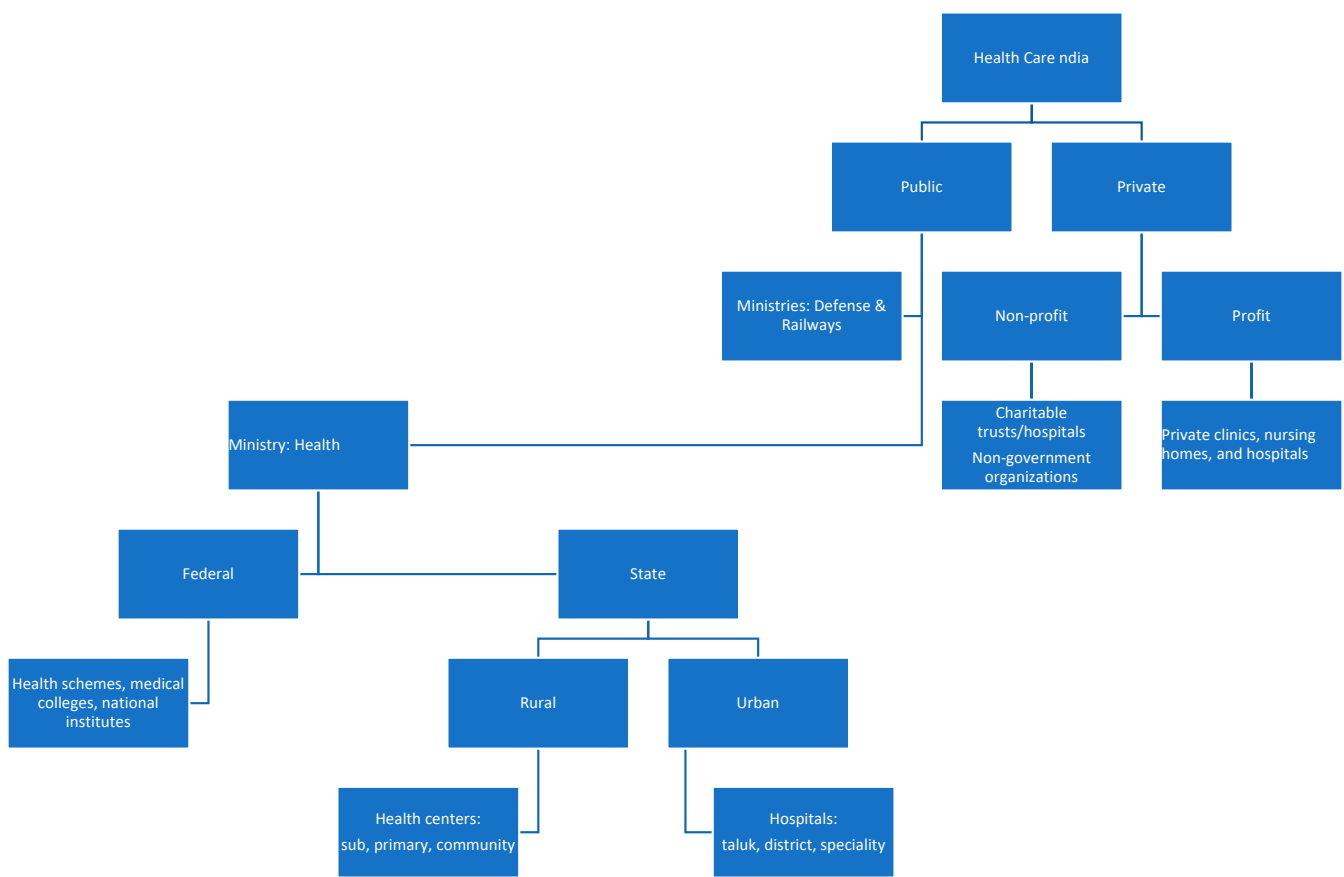 Health Care ndia
Public
Private
Ministries: Defense &
Railways
Non-profit
Profit
Ministry: Health
Charitable
trusts/hospitals
Non-government
organizations
Private clinics, nursing
homes, and hospitals
Federal
State
Health schemes, medical
colleges, national
institutes
Rural
Urban
Health centers:
sub, primary, community
Hospitals:
taluk, district, speciality